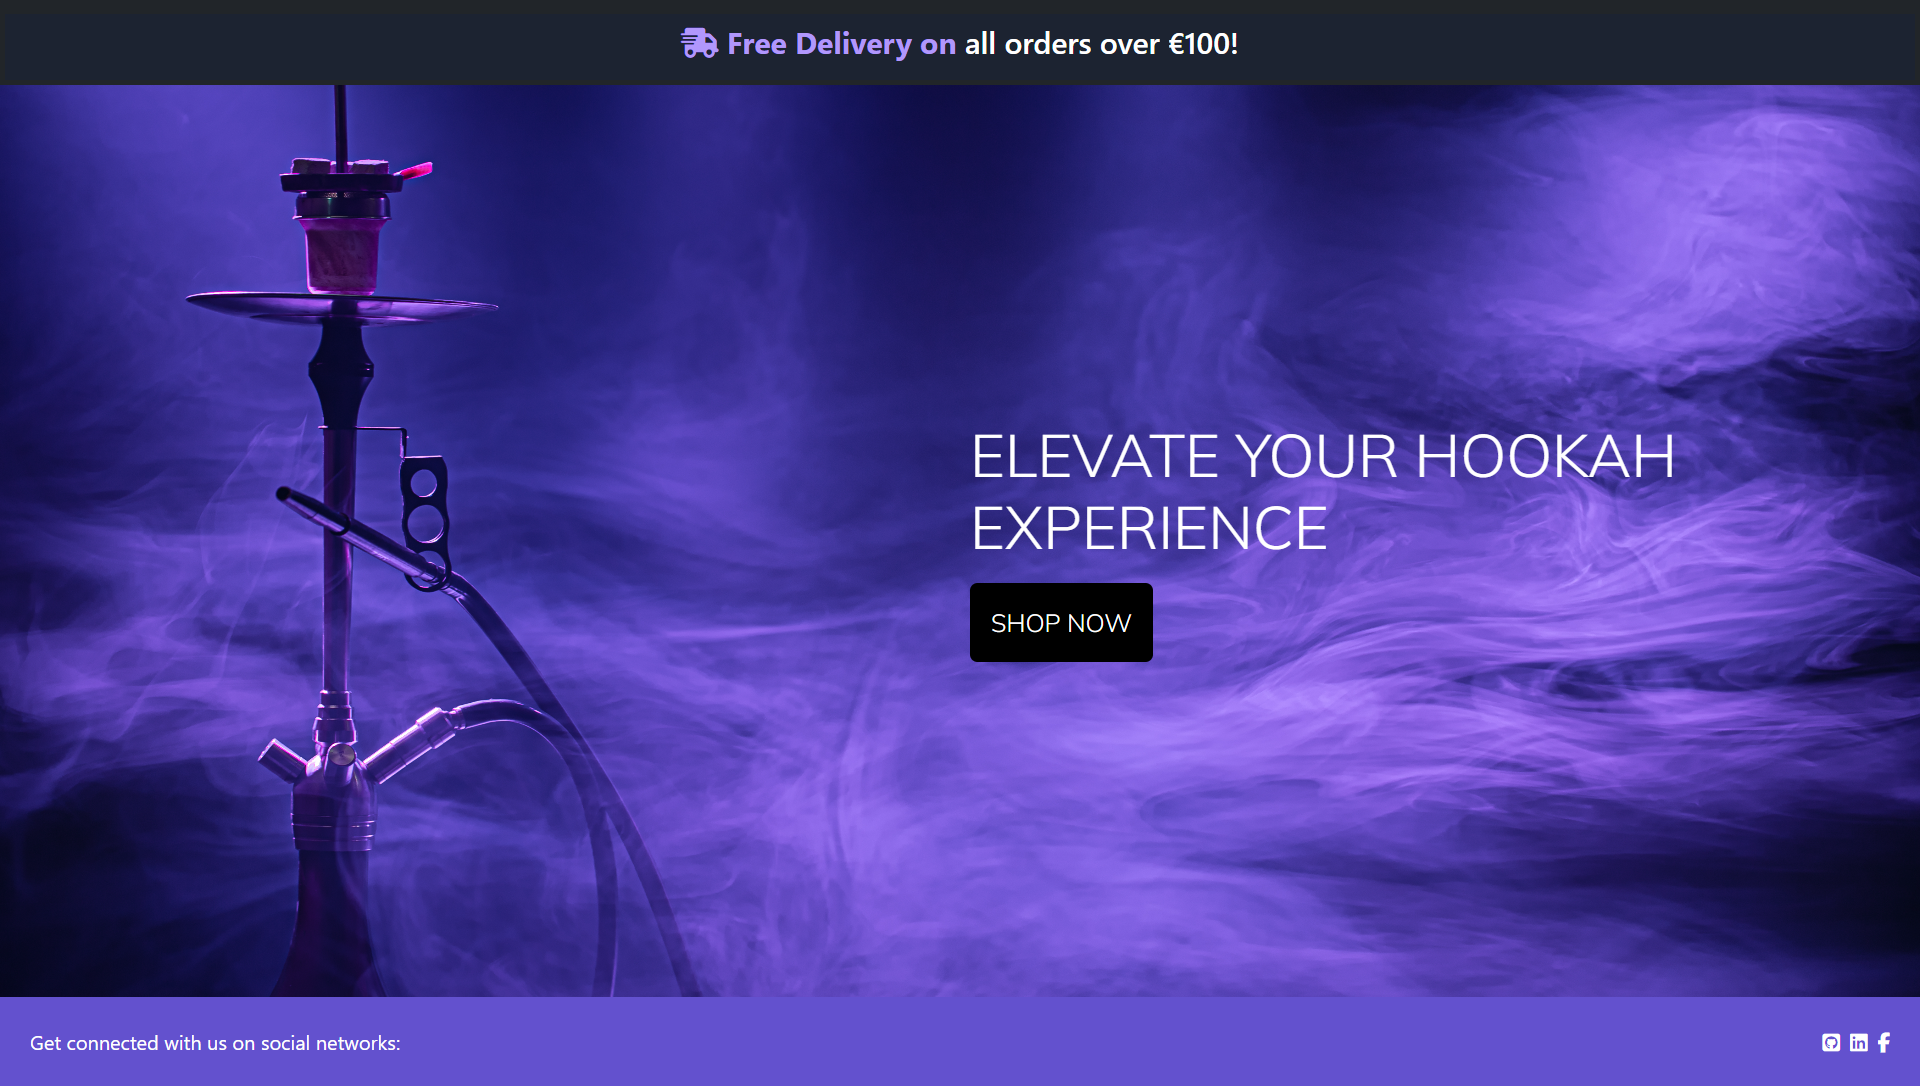 Free Delivery on all orders over €100!
ELEVATE YOUR HOOKAH
EXPERIENCE
SHOP NOW
Get connected with us on social networks: